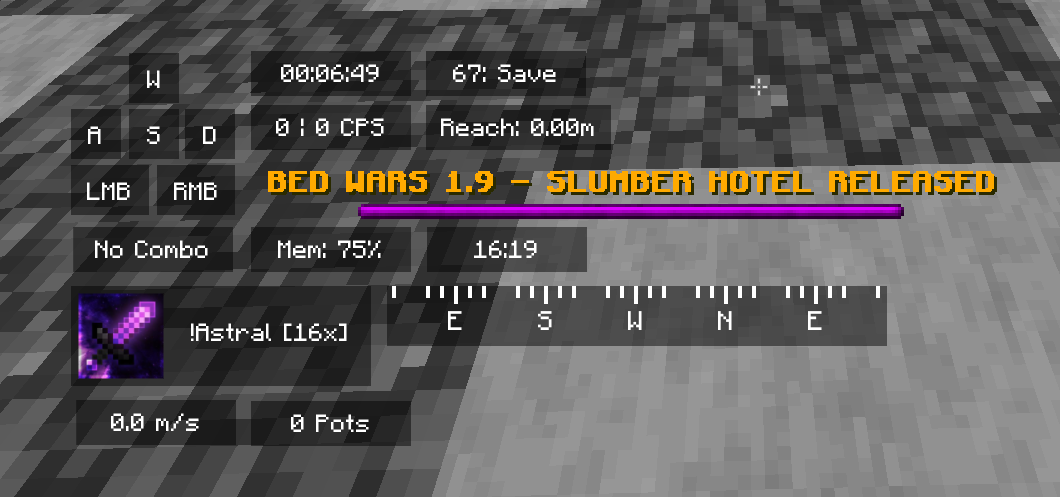 W
00:06:49
67: Save
A
S
D
0 | 0 CPS
Reach: 0.00m
LMB
RMB
BED WARS 1.9 - SLUMBER HOTEL RELEASED
No Combo
Mem: 75%
16:19
!Astral [16x]
E S W N E
0.0 m/s
0 Pots